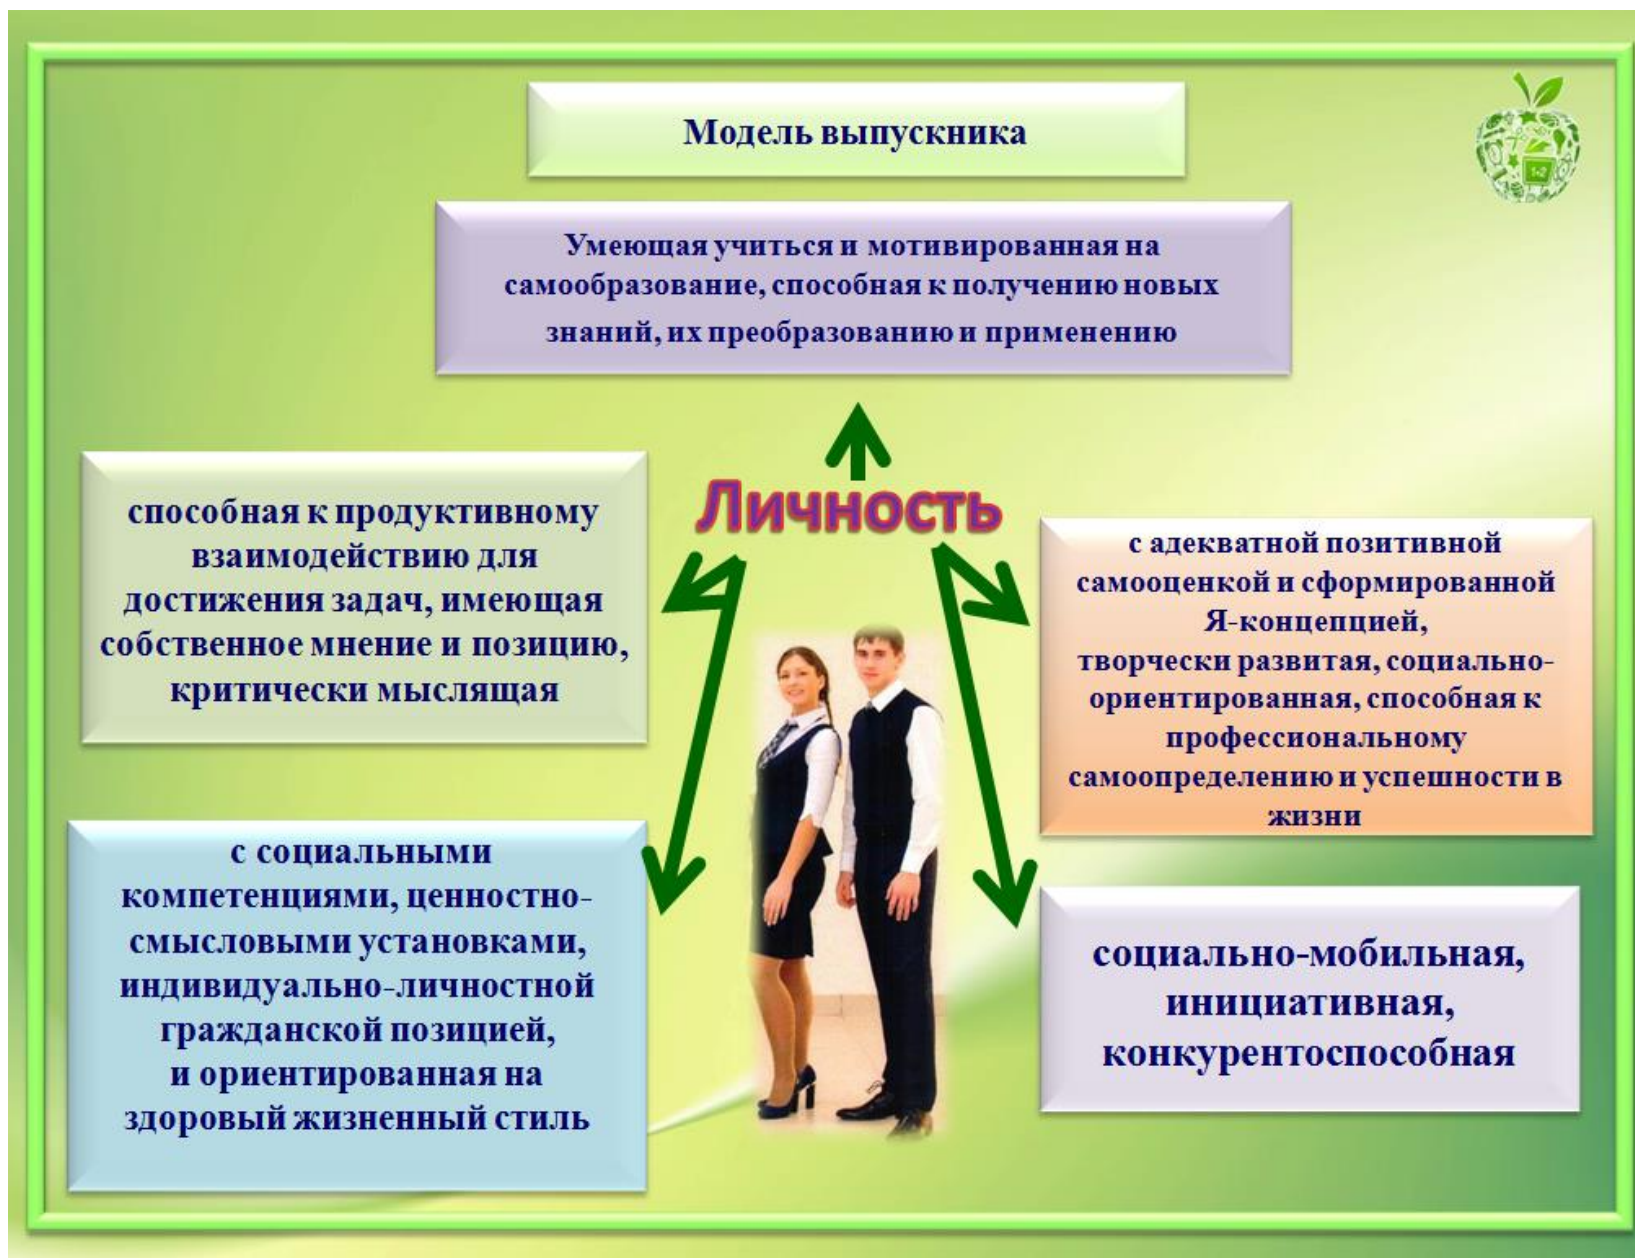 Модель выпускника
Умеющая учиться и мотивированная на
самообразование, способная к получению новых
знаний, их преобразованию и применению
Личность
способная к продуктивному
взаимодействию для
достижения задач, имеющая
собственное мнение и позицию,
критически мыслящая
с адекватной позитивной
самооценкой и сформированной
Я-концепцией,
творчески развитая, социально-
ориентированная, способная к
профессиональному
самоопределению и успешности в
жизни
с социальными
компетенциями, ценностно-
смысловыми установками,
индивидуально-личностной
гражданской позицией,
и ориентированная на
здоровый жизненный стиль
социально-мобильная,
инициативная,
конкурентоспособная